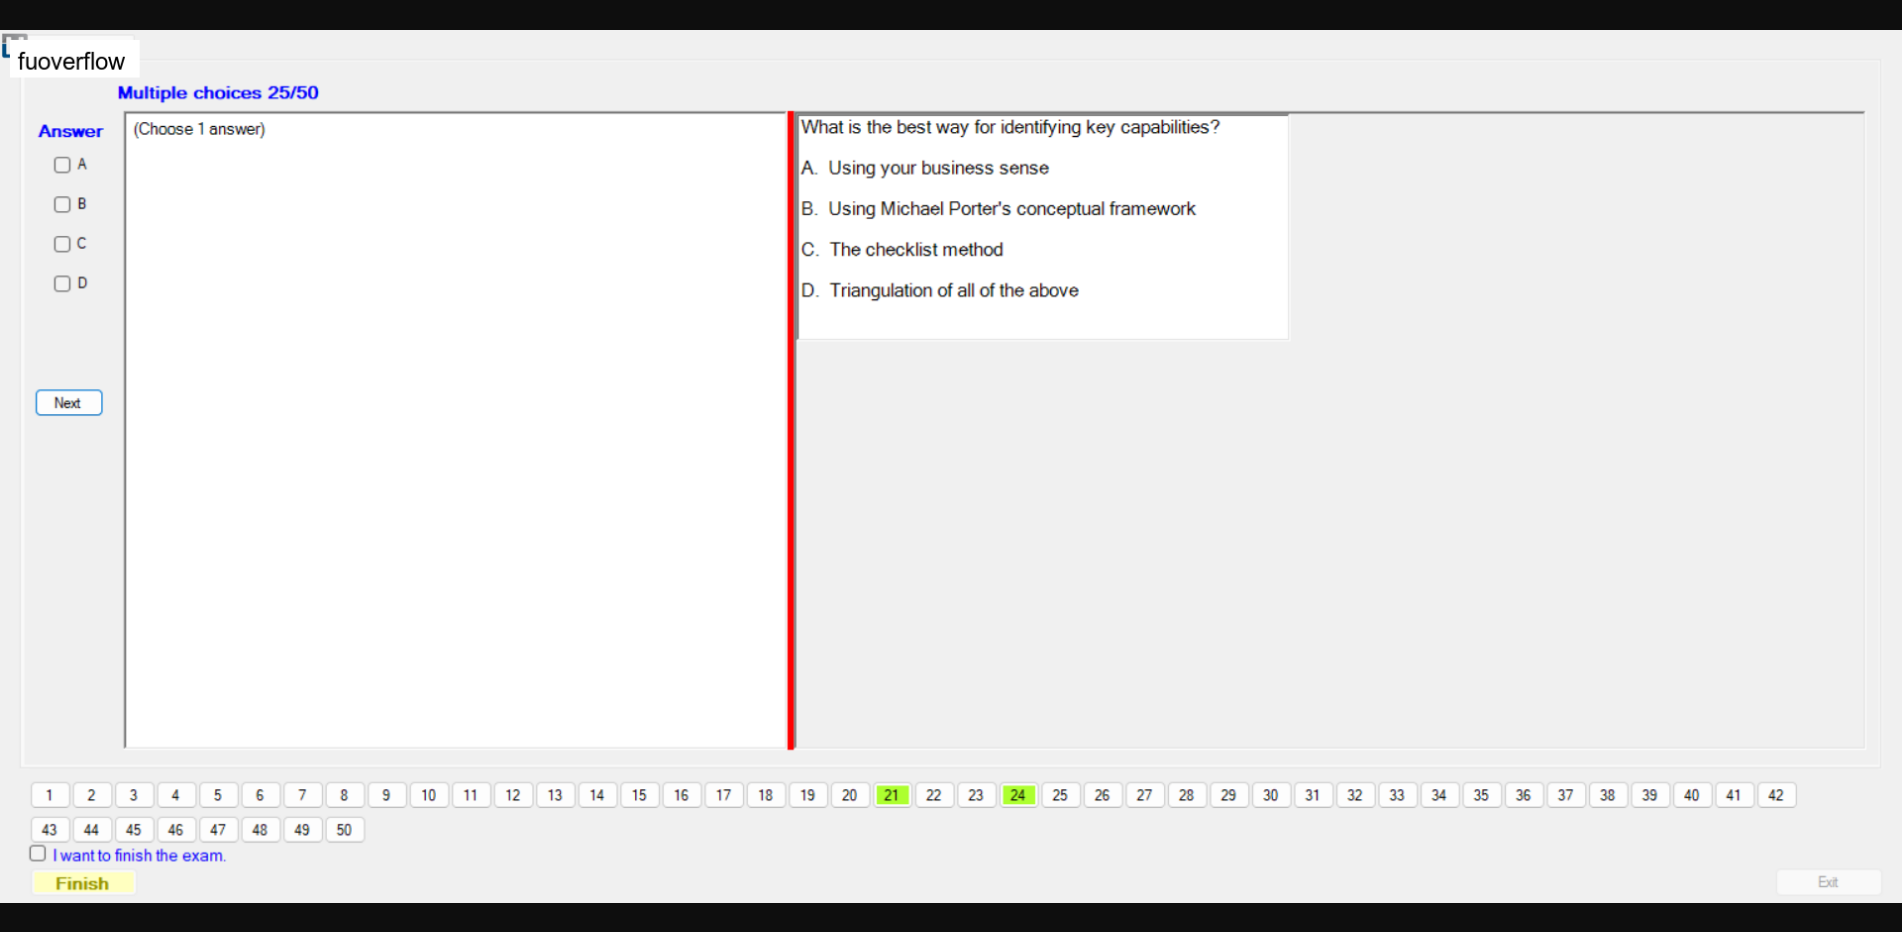 fuoverflow
Multiple choices 25/50
Answer
(Choose 1 answer)
A
B
C
D
Next
What is the best way for identifying key capabilities?
A. Using your business sense
B. Using Michael Porter's conceptual framework
C. The checklist method
D. Triangulation of all of the above
1 2 3 4 5 6 7 8 9 10 11 12 13 14 15 16 17 18 19 20 21 22 23 24 25 26 27 28 29 30 31 32 33 34 35 36 37 38 39 40 41 42
43 44 45 46 47 48 49 50
I want to finish the exam.
Finish
Exit